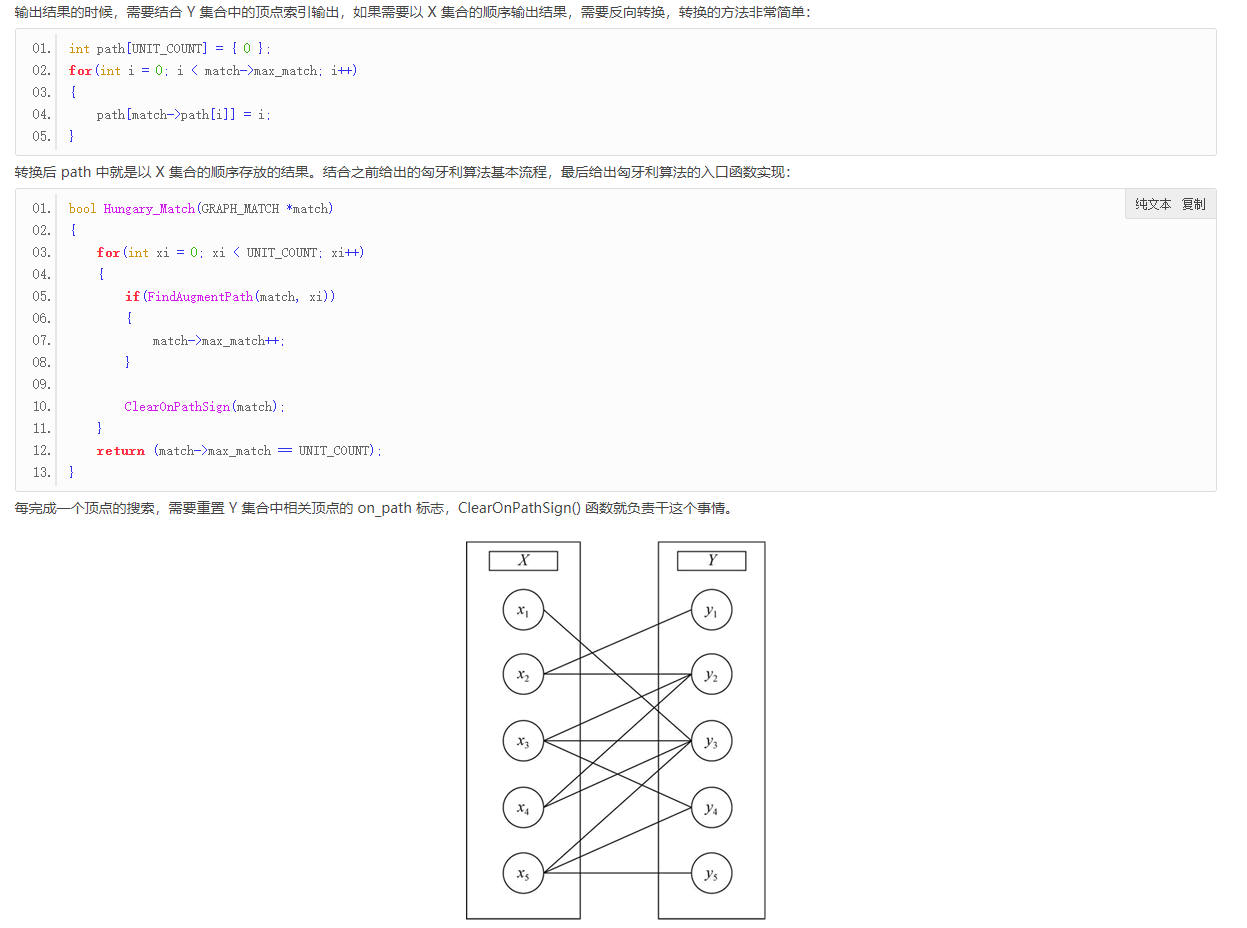 输出结果的时候，需要结合 Y 集合中的顶点索引输出，如果需要以 X 集合的顺序输出结果，需要反向转换，转换的方法非常简单：
01. int path[UNIT_COUNT] = { 0 };
02. for(int i = 0; i < match->max_match; i++)
03. {
04. path[match->path[i]] = i;
05. }
转换后 path 中就是以 X 集合的顺序存放的结果。结合之前给出的匈牙利算法基本流程，最后给出匈牙利算法的入口函数实现：
纯文本 复制
01. bool Hungary_Match(GRAPH_MATCH *match)
02. {
03. for(int xi = 0; xi < UNIT_COUNT; xi++)
04. {
05. if(FindAugmentPath(match, xi))
06. {
07. match->max_match++;
08. }
09.
10. ClearOnPathSign(match);
11. }
12. return (match->max_match == UNIT_COUNT);
13. }
每完成一个顶点的搜索，需要重置 Y 集合中相关顶点的 on_path 标志，ClearOnPathSign() 函数就负责干这个事情。
X Y
x1 y1
x2 y2
x3 y3
x4 y4
x5 y5